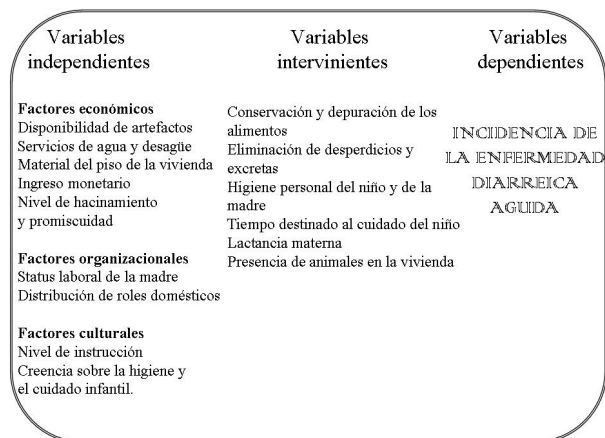 Variables
independientes
Factores económicos
Disponibilidad de artefactos
Servicios de agua y desagüe
Material del piso de la vivienda
Ingreso monetario
Nivel de hacinamiento
y promiscuidad
Factores organizacionales
Status laboral de la madre
Distribución de roles domésticos
Factores culturales
Nivel de instrucción
Creencia sobre la higiene y
el cuidado infantil.
Variables
intervinientes
Conservación y depuración de los
alimentos
Eliminación de desperdicios y
excretas
Higiene personal del niño y de la
madre
Tiempo destinado al cuidado del niño
Lactancia materna
Presencia de animales en la vivienda
Variables
dependientes
INCIDENCIA DE
LA ENFERMEDAD
DIARREICA
AGUDA